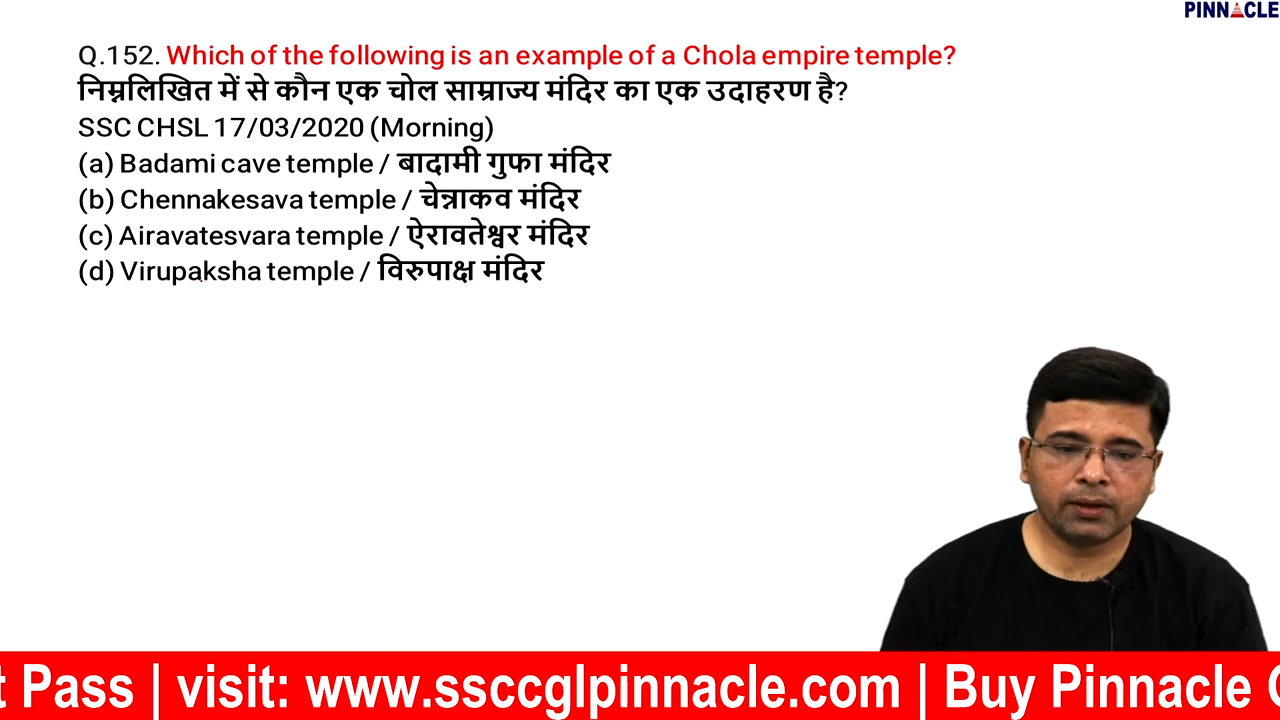 PINNACLE
Q.152. Which of the following is an example of a Chola empire temple?
निम्नलिखित में से कौन एक चोल साम्राज्य मंदिर का एक उदाहरण है?
SSC CHSL 17/03/2020 (Morning)
(a) Badami cave temple / बादामी गुफा मंदिर
(b) Chennakesava temple / चेन्नाकव मंदिर
(c) Airavatesvara temple / ऐरावतेश्वर मंदिर
(d) Virupaksha temple / विरुपाक्ष मंदिर
t Pass | visit: www.ssccglpinnacle.com | Buy Pinnacle